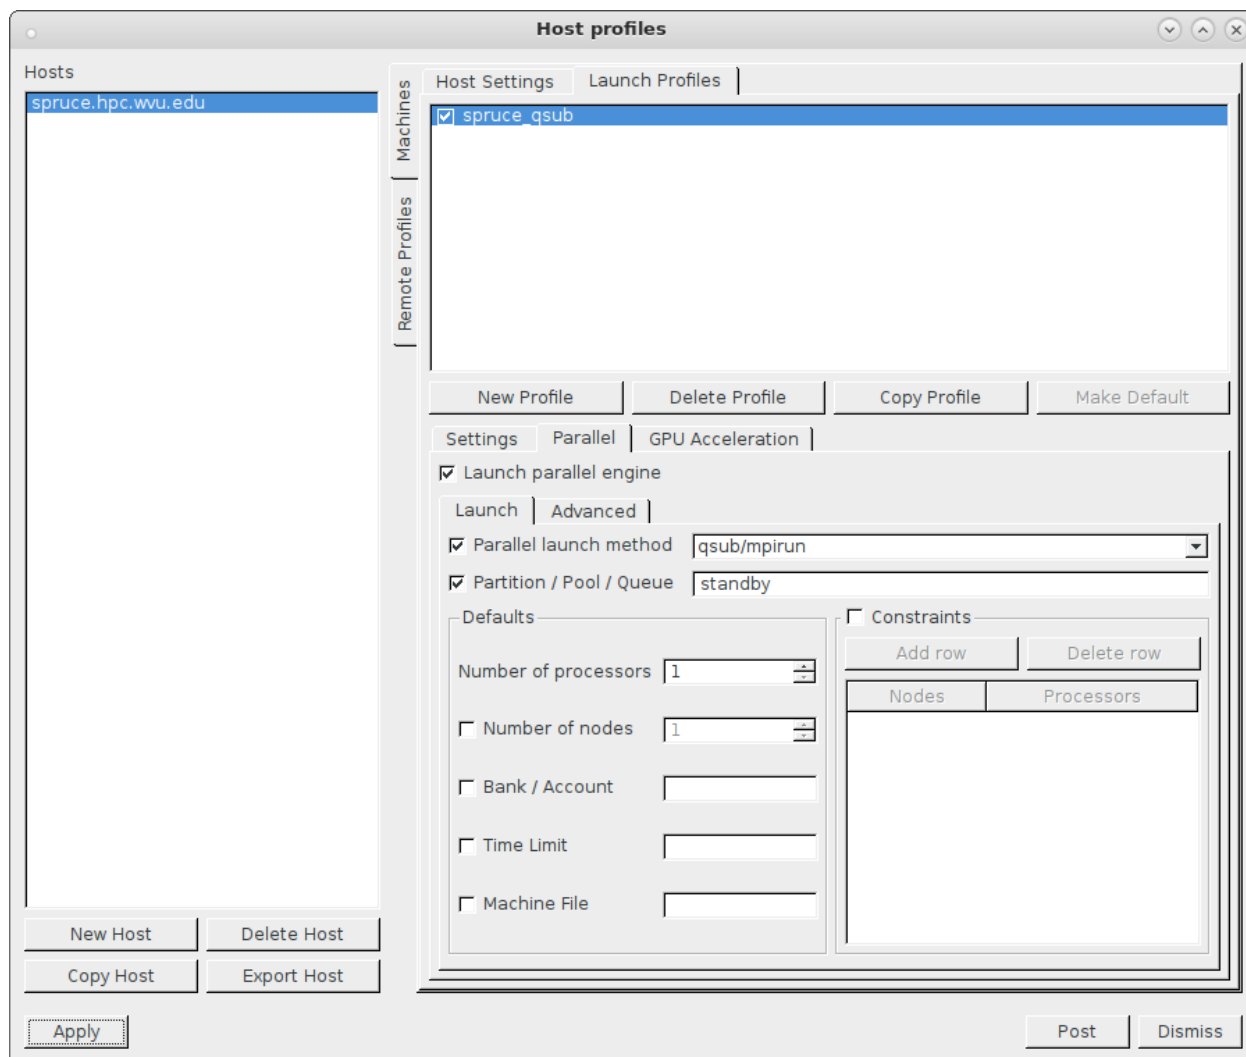 Host profiles
Hosts
spruce.hpc.wvu.edu
Machines
Remote Profiles
Host Settings
Launch Profiles
spruce_qsub
New Profile
Delete Profile
Copy Profile
Make Default
Settings
Parallel
GPU Acceleration
Launch parallel engine
Launch
Advanced
Parallel launch method
qsub/mpirun
Partition / Pool / Queue
standby
Defaults
Number of processors
1
Number of nodes
1
Bank / Account
Time Limit
Machine File
Constraints
Add row
Delete row
Nodes
Processors
New Host
Delete Host
Copy Host
Export Host
Apply
Post
Dismiss